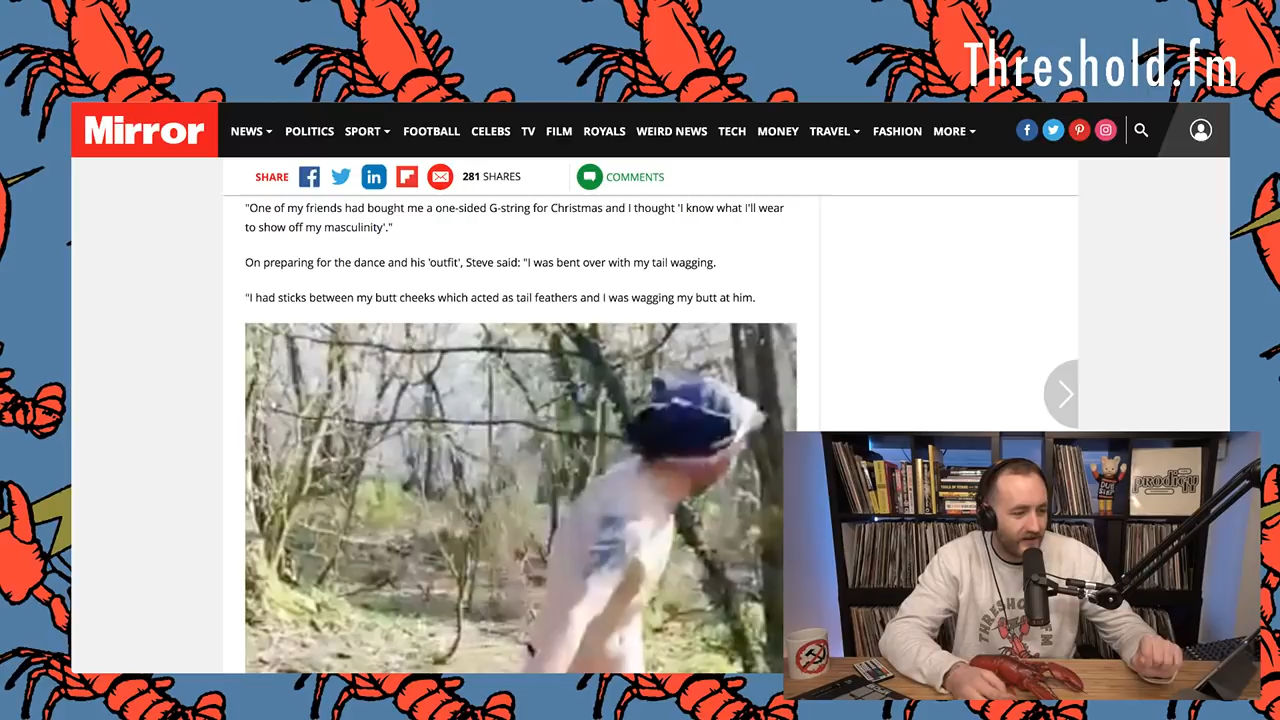 Threshold.fm
Mirror NEWS POLITICS SPORT FOOTBALL CELEBS TV FILM ROYALS WEIRD NEWS TECH MONEY TRAVEL FASHION MORE
SHARE 281 SHARES COMMENTS
"One of my friends had bought me a one-sided G-string for Christmas and I thought 'I know what I'll wear
to show off my masculinity'."
On preparing for the dance and his 'outfit', Steve said: "I was bent over with my tail wagging.
"I had sticks between my butt cheeks which acted as tail feathers and I was wagging my butt at him.
prodigy
THRESHOLD FM